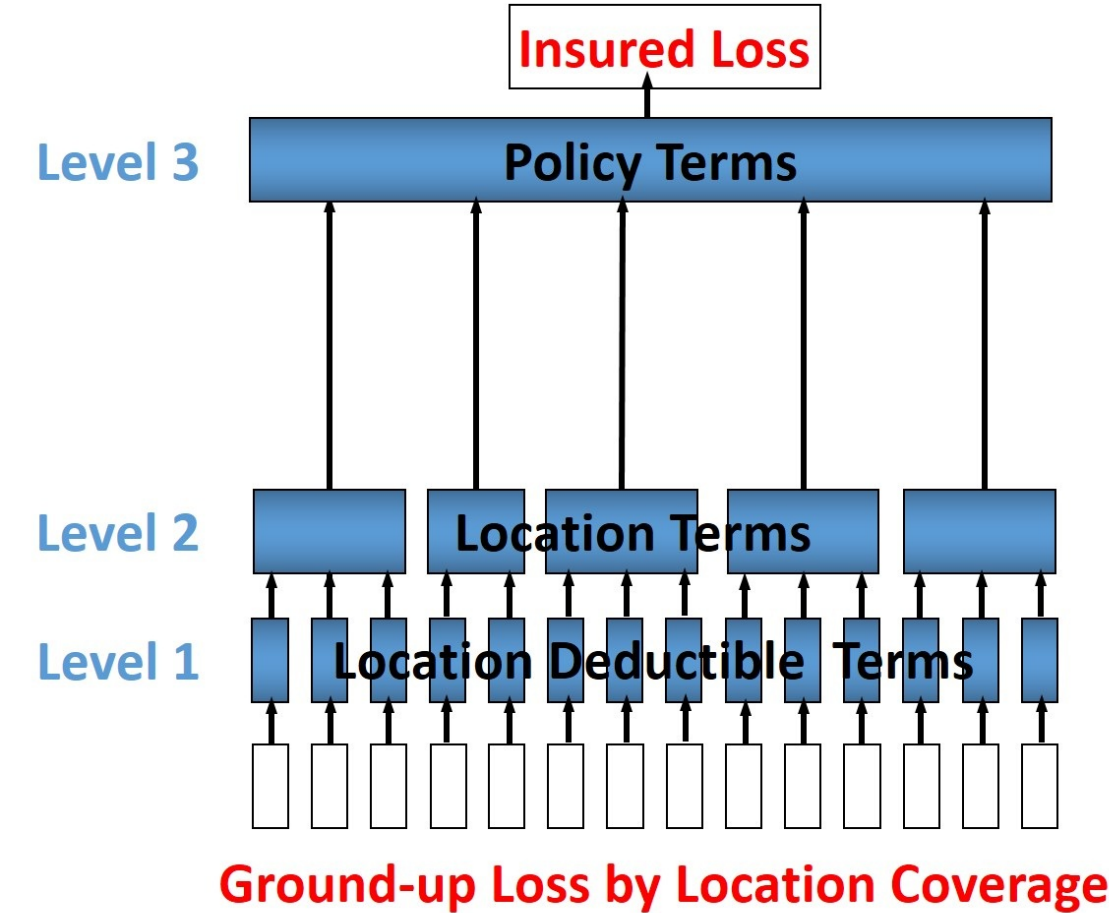 Insured Loss
Level 3
Policy Terms
Level 2
Location Terms
Level 1
Location Deductible Terms
Ground-up Loss by Location Coverage